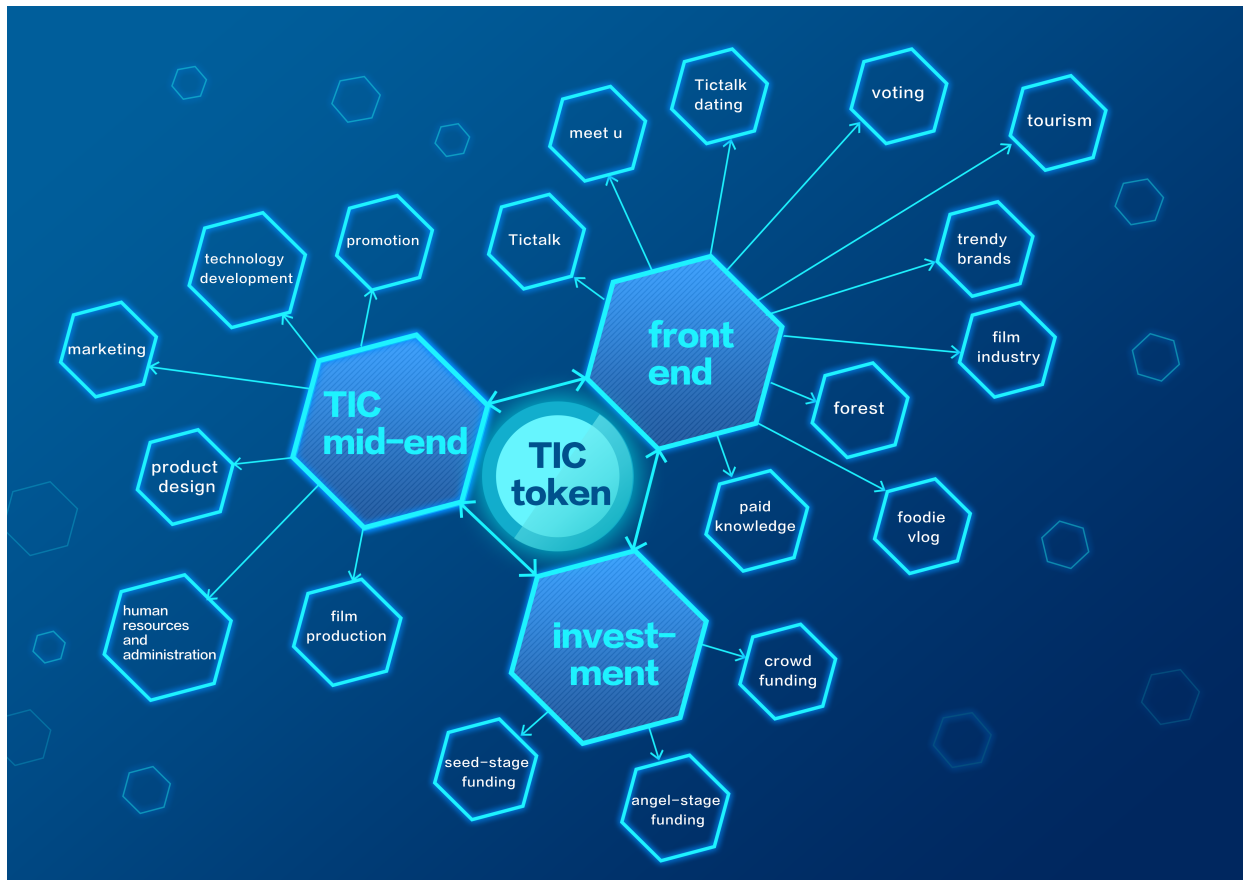 Tictalk
dating
voting
tourism
meet u
Tictalk
trendy
brands
film
industry
forest
foodie
vlog
paid
knowledge
front
end
promotion
technology
development
marketing
TIC
mid-end
product
design
human
resources
and
administration
film
production
TIC
token
invest-
ment
crowd
funding
seed-stage
funding
angel-stage
funding